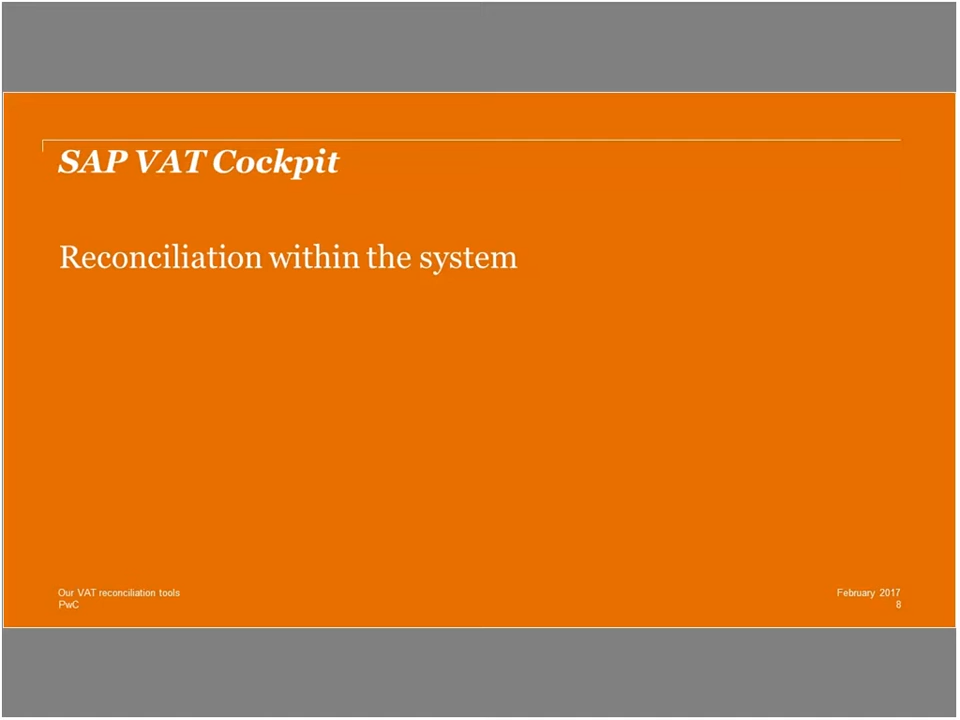 SAP VAT Cockpit
Reconciliation within the system
Our VAT reconciliation tools
PwC
February 2017
8